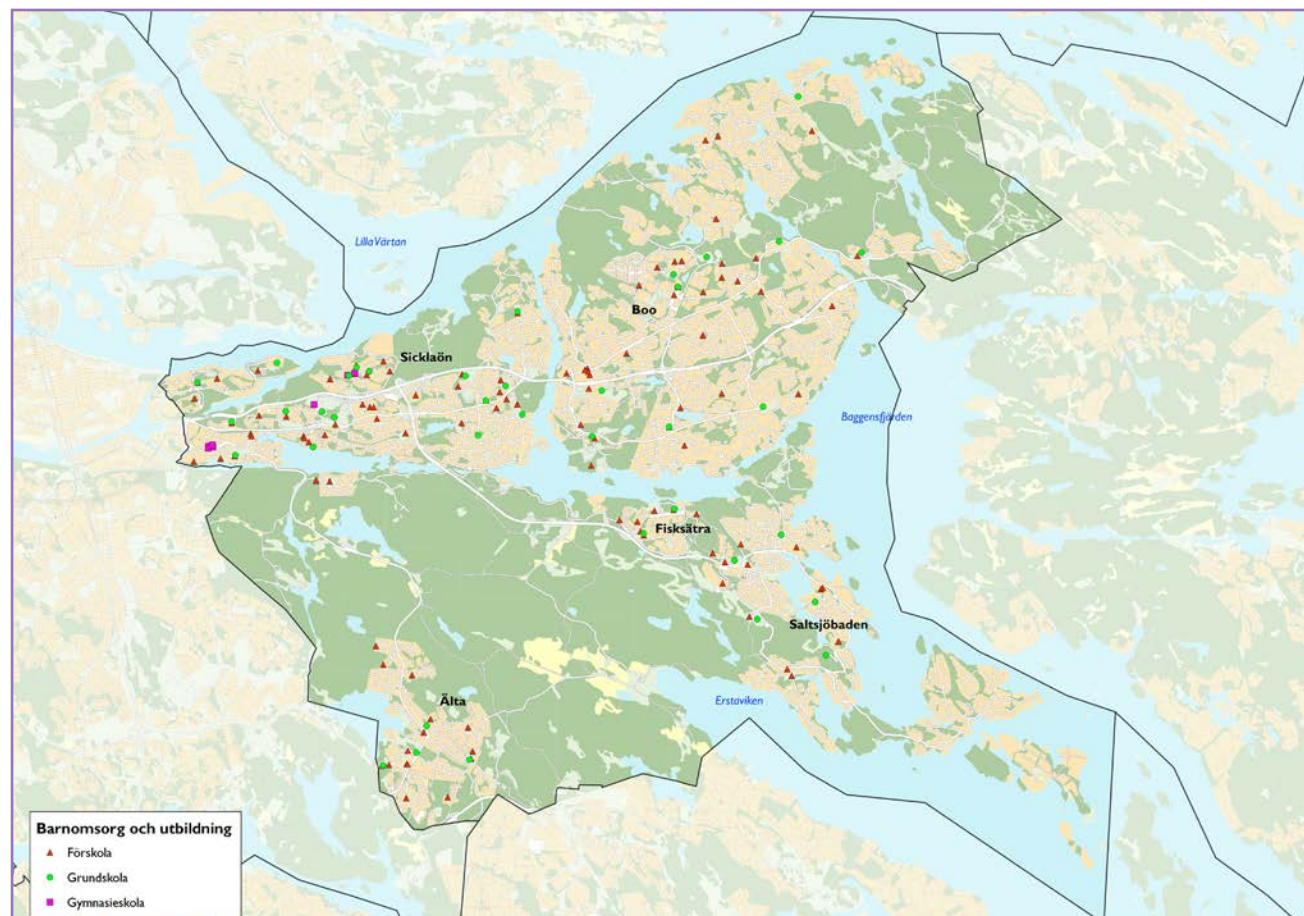 Lilla Värtan
Boo
Sicklaön
Baggensfjärden
Fisksätra
Saltsjöbaden
Erstaviken
Älta
Barnomsorg och utbildning
Förskola
Grundskola
Gymnasieskola